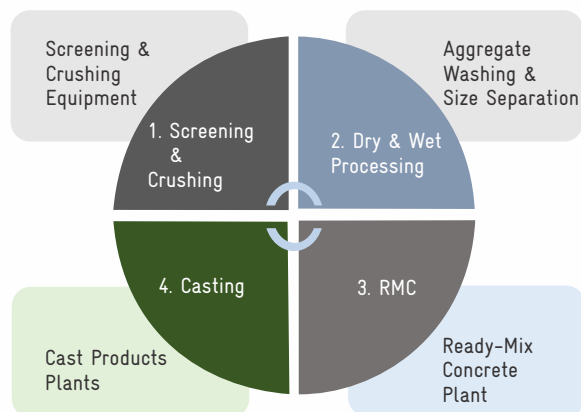 Screening &
Crushing
Equipment
Aggregate
Washing &
Size Separation
1. Screening
&
Crushing
2. Dry & Wet
Processing
4. Casting
3. RMC
Cast Products
Plants
Ready-Mix
Concrete
Plant